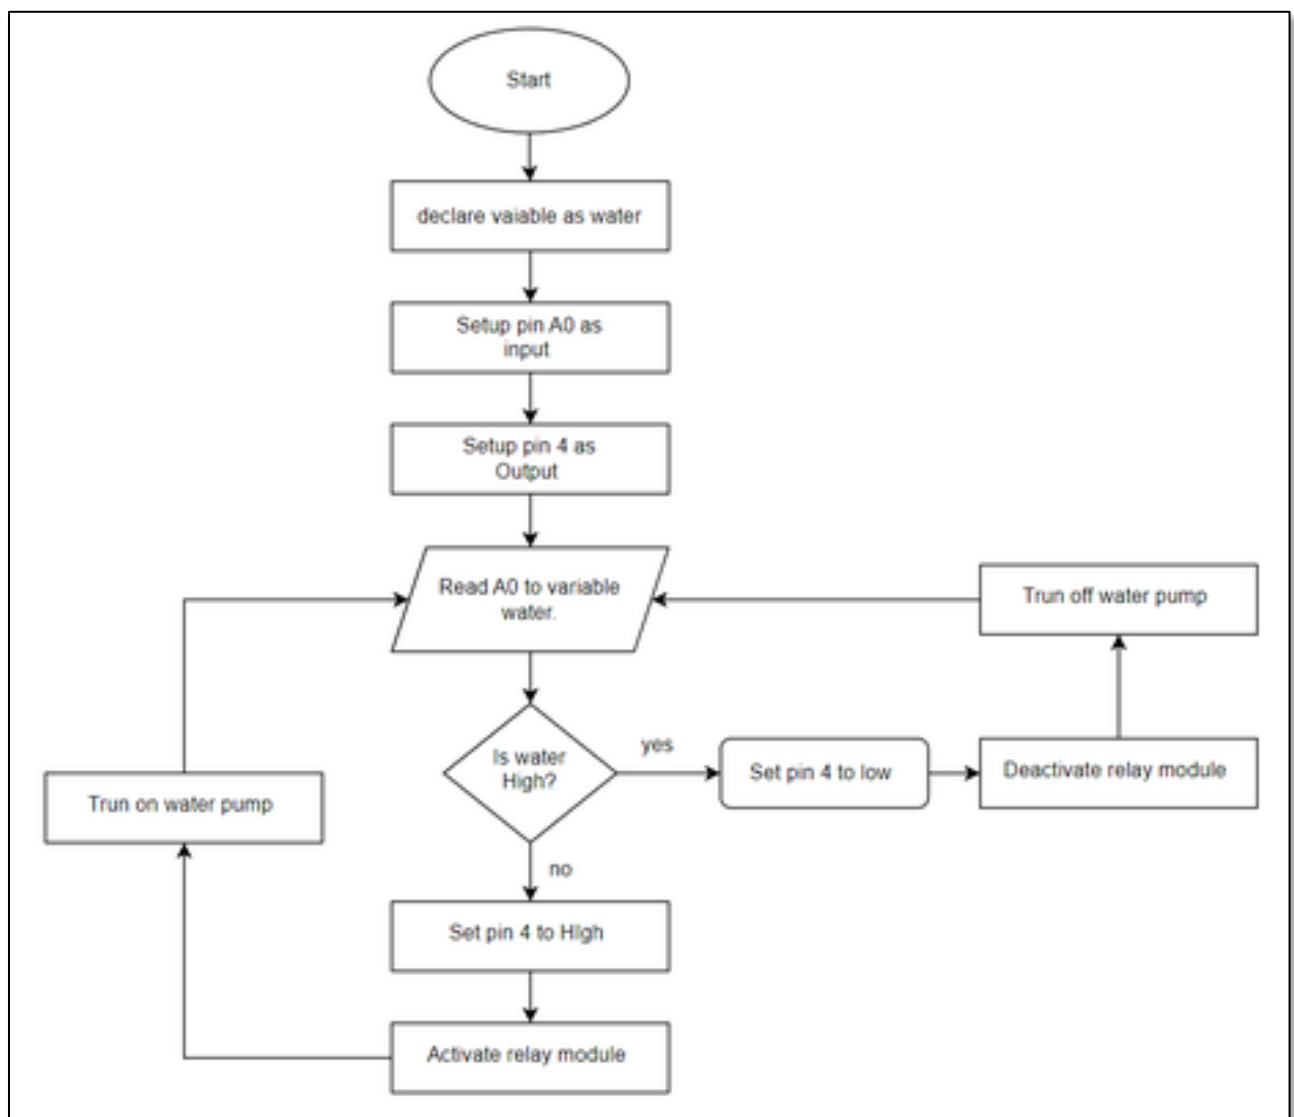 Start
declare vaiable as water
Setup pin A0 as
input
Setup pin 4 as
Output
Read A0 to variable
water.
Trun off water pump
Is water
High?
yes
Set pin 4 to low
Deactivate relay module
Trun on water pump
no
Set pin 4 to HIgh
Activate relay module